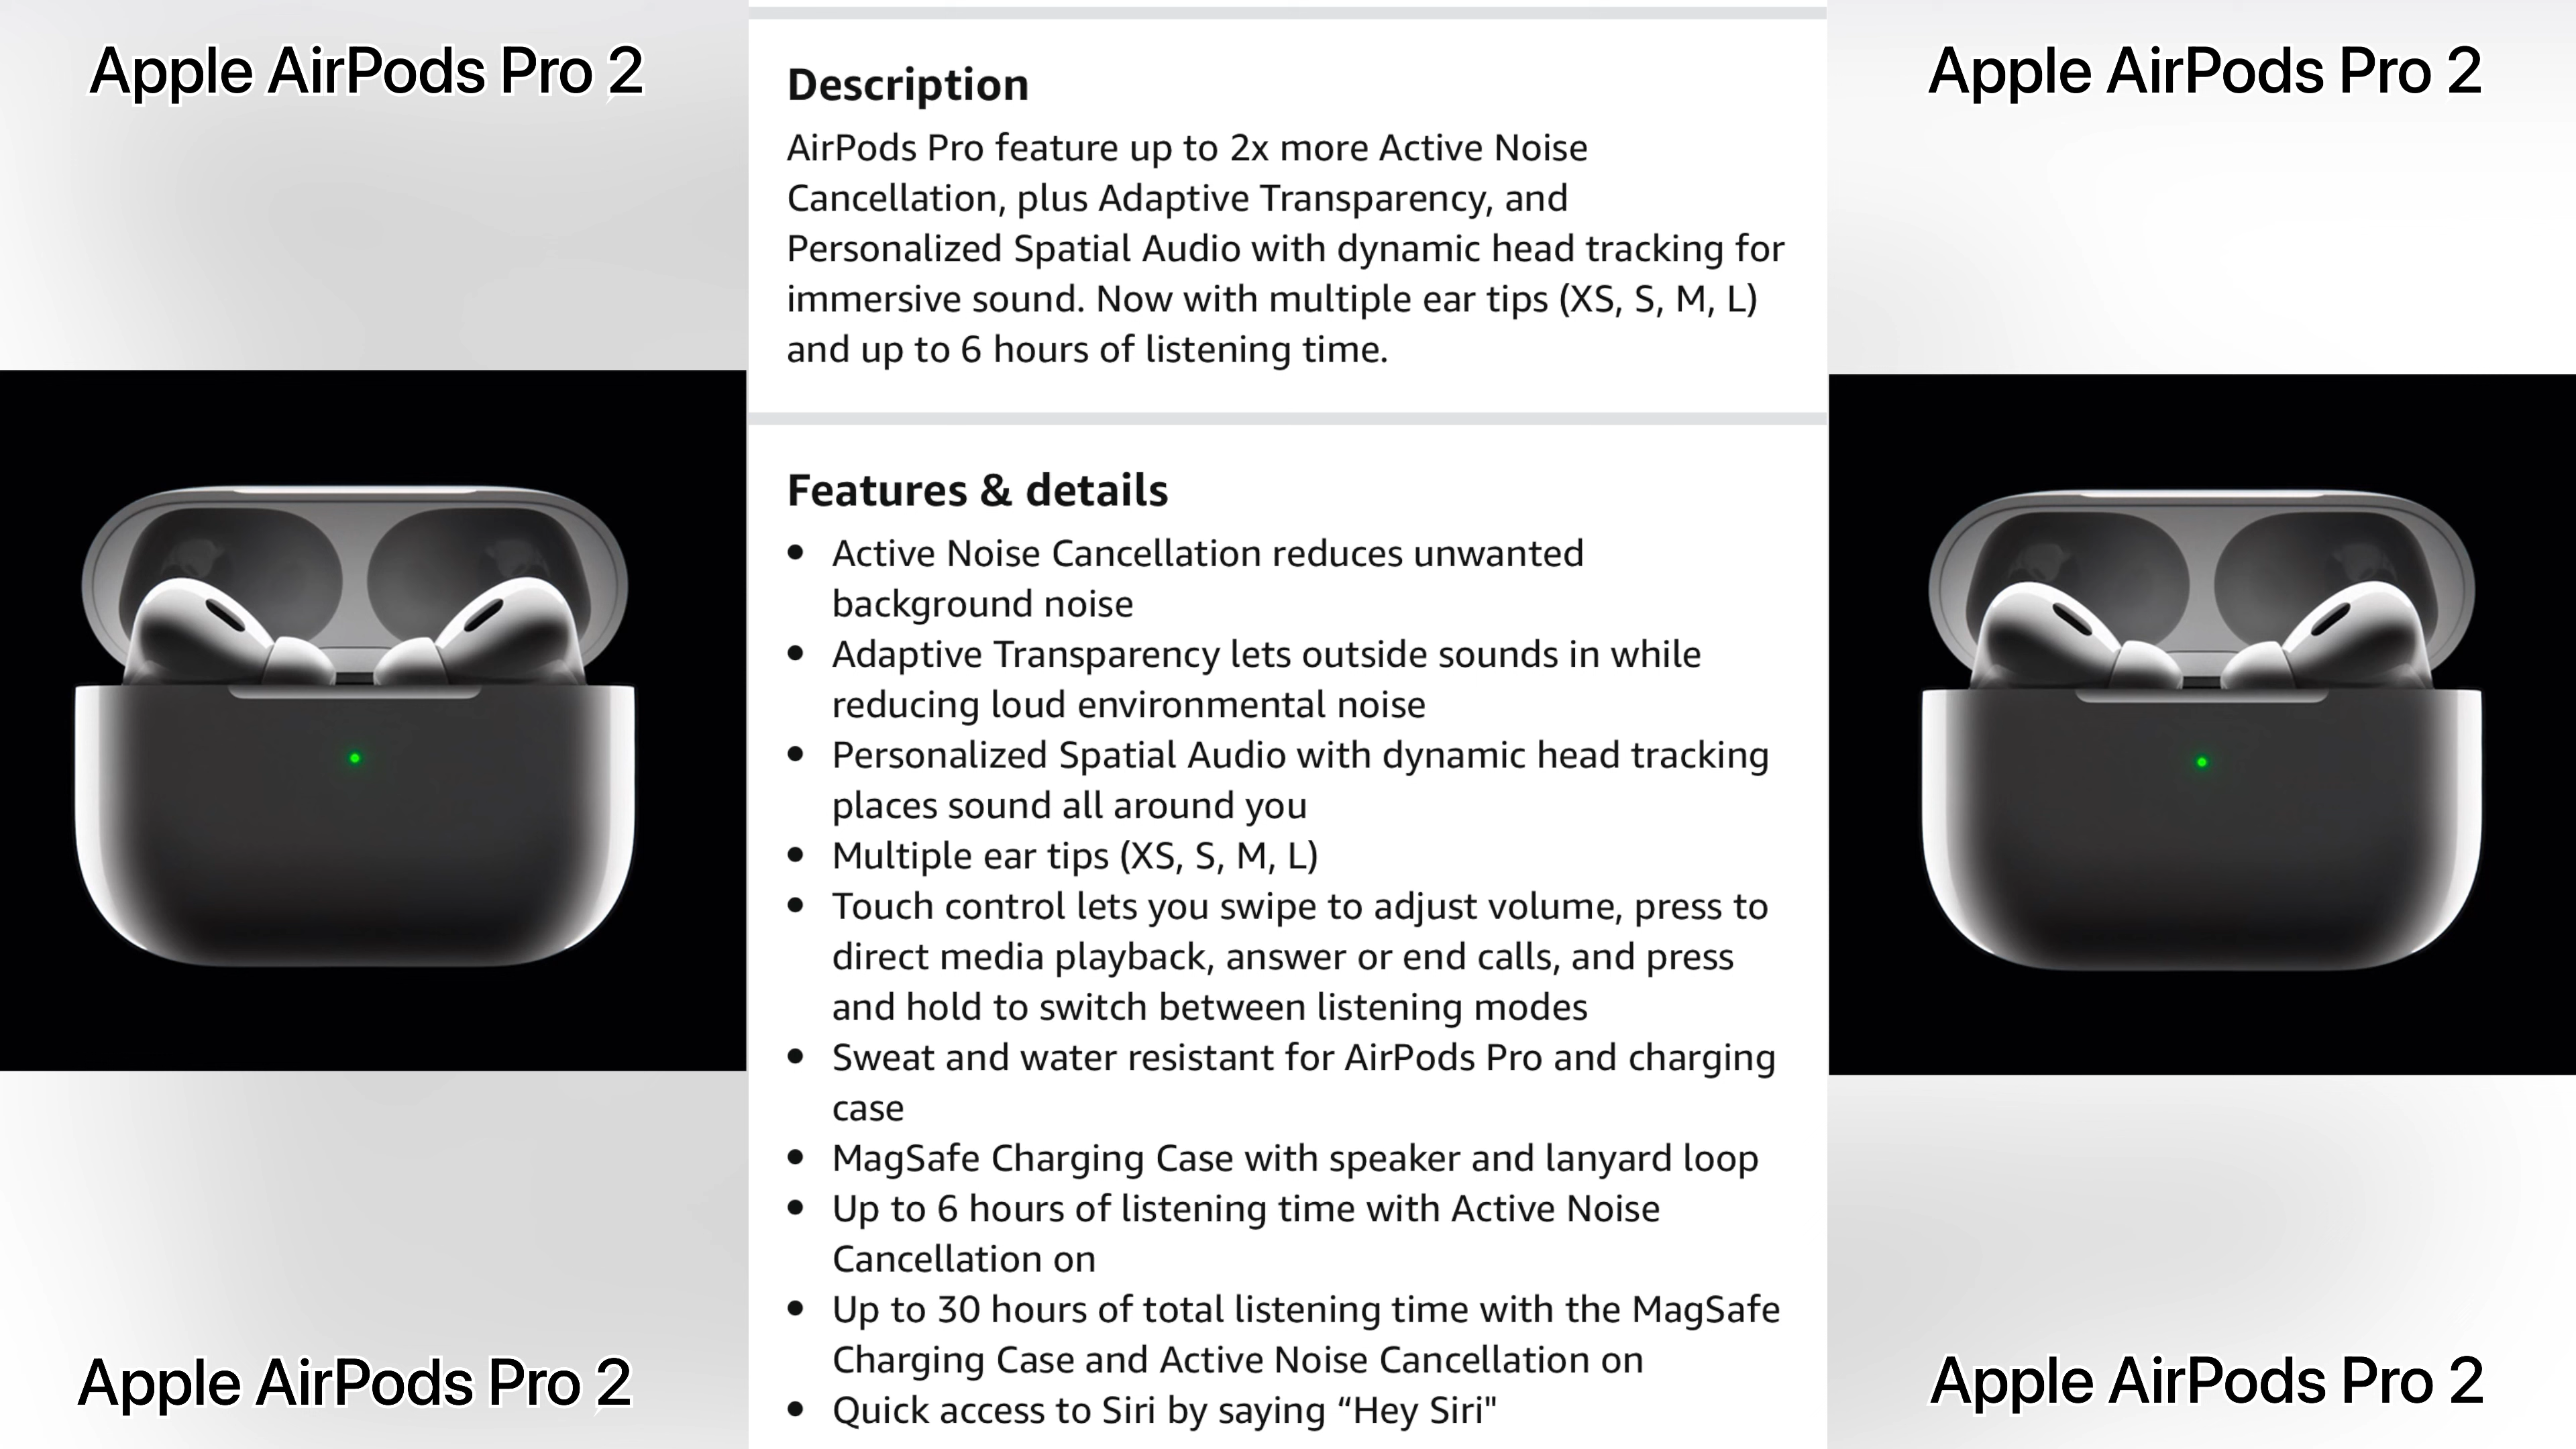 Apple AirPods Pro 2
Apple AirPods Pro 2
Description
AirPods Pro feature up to 2x more Active Noise
Cancellation, plus Adaptive Transparency, and
Personalized Spatial Audio with dynamic head tracking for
immersive sound. Now with multiple ear tips (XS, S, M, L)
and up to 6 hours of listening time.
Features & details
• Active Noise Cancellation reduces unwanted
background noise
• Adaptive Transparency lets outside sounds in while
reducing loud environmental noise
• Personalized Spatial Audio with dynamic head tracking
places sound all around you
• Multiple ear tips (XS, S, M, L)
• Touch control lets you swipe to adjust volume, press to
direct media playback, answer or end calls, and press
and hold to switch between listening modes
• Sweat and water resistant for AirPods Pro and charging
case
• MagSafe Charging Case with speaker and lanyard loop
• Up to 6 hours of listening time with Active Noise
Cancellation on
• Up to 30 hours of total listening time with the MagSafe
Charging Case and Active Noise Cancellation on
• Quick access to Siri by saying “Hey Siri"
Apple AirPods Pro 2
Apple AirPods Pro 2